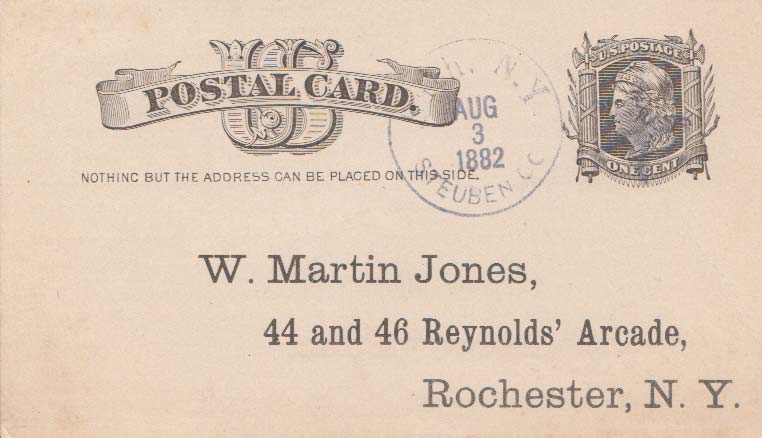 US
POSTAL CARD.
NOTHING BUT THE ADDRESS CAN BE PLACED ON THIS SIDE.
N. Y.
AUG
3
1882
STEUBEN CO
U.S. POSTAGE
ONE CENT
W. Martin Jones,
44 and 46 Reynolds' Arcade,
Rochester, N. Y.